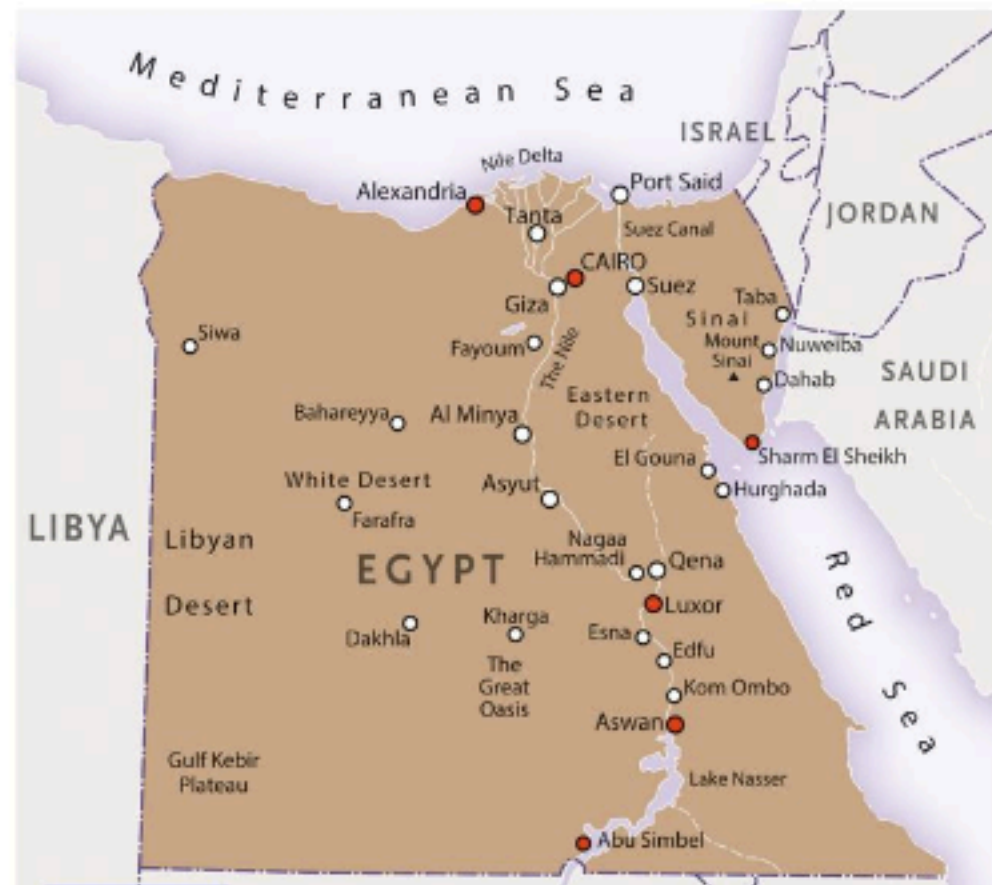 Mediterranean Sea
ISRAEL
Nile Delta
Alexandria
Port Said
JORDAN
Tanta
Suez Canal
CAIRO
Giza
Suez
Taba
Sinai
Siwa
Fayoum
The Nile
Mount
Sinai
Nuweiba
SAUDI
ARABIA
Dahab
Eastern
Desert
Bahareyya
Al Minya
El Gouna
Sharm El Sheikh
White Desert
Asyut
Hurghada
Farafra
LIBYA
Libyan
Desert
EGYPT
Nagaa
Hammadi
Qena
Red Sea
Luxor
Kharga
Dakhla
Esna
Edfu
The
Great
Oasis
Kom Ombo
Aswan
Gulf Kebir
Plateau
Lake Nasser
Abu Simbel